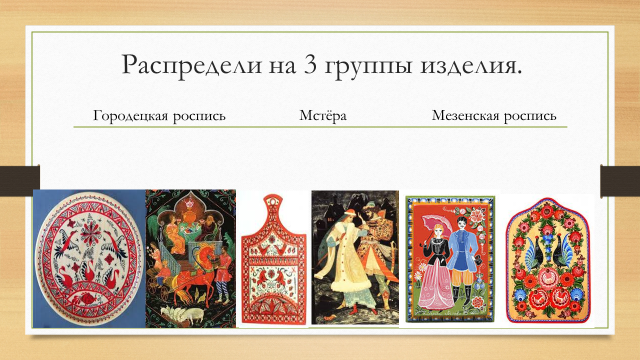 Распредели на 3 группы изделия.
Городецкая роспись Мстёра Мезенская роспись